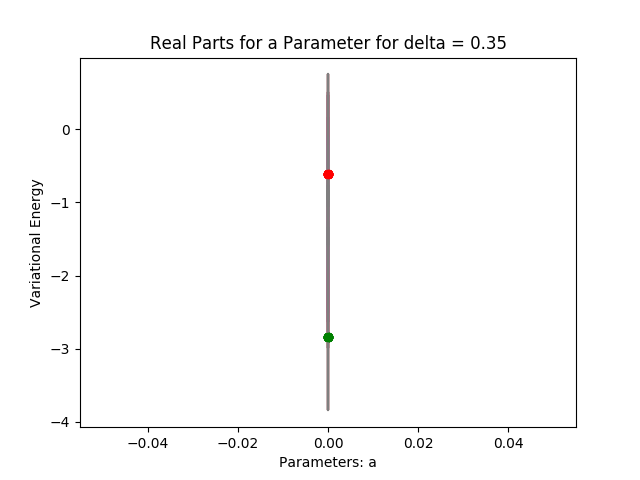 Real Parts for a Parameter for delta = 0.35
Variational Energy
0
−1
−2
−3
−4
−0.04 −0.02 0.00 0.02 0.04
Parameters: a